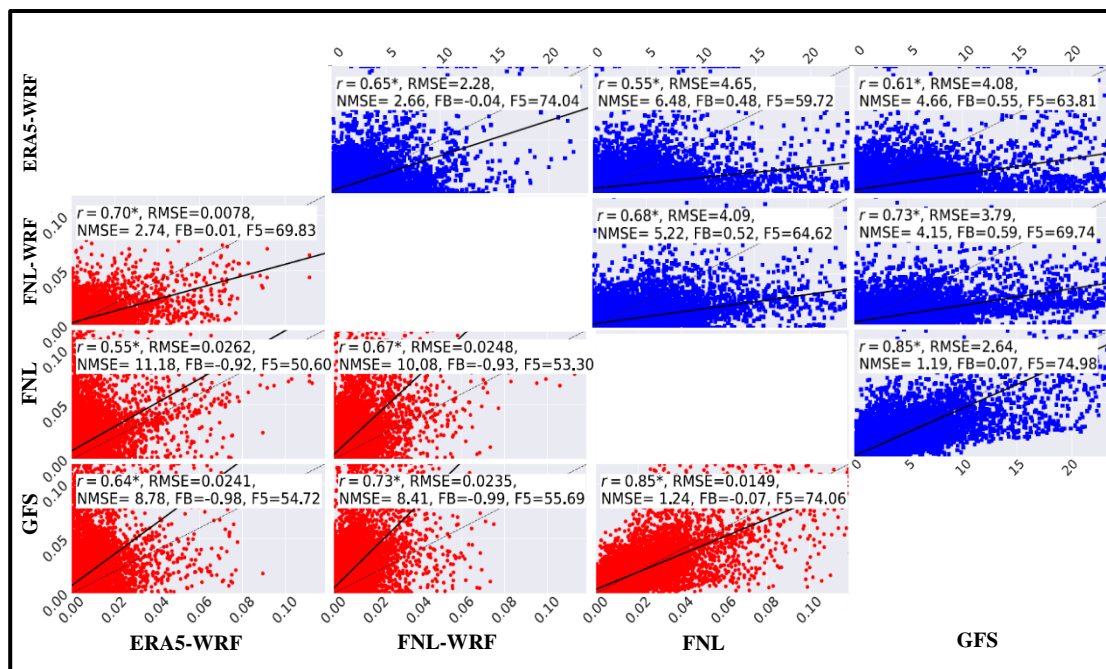 0 5 10 15 20 0 5 10 15 20 0 5 10 15 20
ERA5-WRF
r = 0.65*, RMSE=2.28,
NMSE= 2.66, FB=-0.04, F5=74.04
r = 0.55*, RMSE=4.65,
NMSE= 6.48, FB=0.48, F5=59.72
r = 0.61*, RMSE=4.08,
NMSE= 4.66, FB=0.55, F5=63.81
FNL-WRF
0.10
0.05
0.00
r = 0.70*, RMSE=0.0078,
NMSE= 2.74, FB=0.01, F5=69.83
r = 0.68*, RMSE=4.09,
NMSE= 5.22, FB=0.52, F5=64.62
r = 0.73*, RMSE=3.79,
NMSE= 4.15, FB=0.59, F5=69.74
FNL
0.10
0.05
0.00
r = 0.55*, RMSE=0.0262,
NMSE= 11.18, FB=-0.92, F5=50.60
r = 0.67*, RMSE=0.0248,
NMSE= 10.08, FB=-0.93, F5=53.30
r = 0.85*, RMSE=2.64,
NMSE= 1.19, FB=0.07, F5=74.98
0 5 10 15 20
GFS
0.10
0.05
0.00
r = 0.64*, RMSE=0.0241,
NMSE= 8.78, FB=-0.98, F5=54.72
r = 0.73*, RMSE=0.0235,
NMSE= 8.41, FB=-0.99, F5=55.69
r = 0.85*, RMSE=0.0149,
NMSE= 1.24, FB=-0.07, F5=74.06
0.00 0.02 0.04 0.06 0.08 0.10 0.00 0.02 0.04 0.06 0.08 0.10 0.00 0.02 0.04 0.06 0.08 0.10
ERA5-WRF FNL-WRF FNL GFS